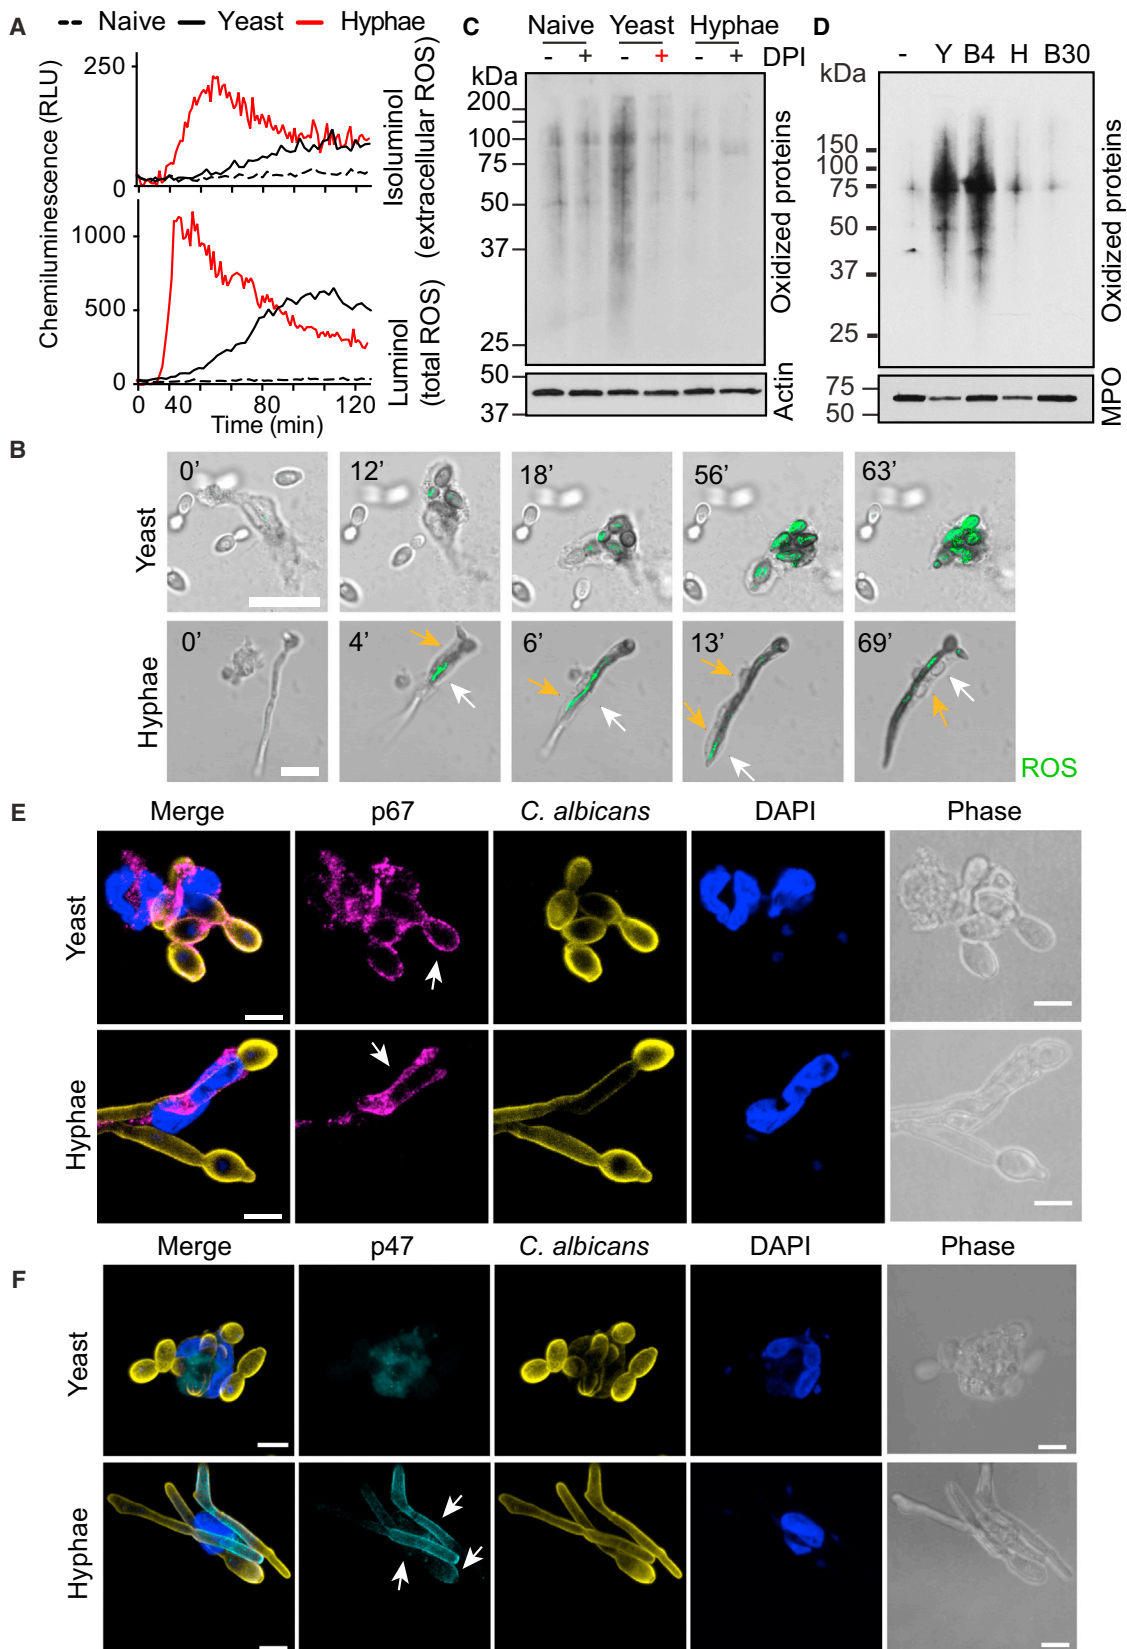 A
Naive Yeast Hyphae
Chemiluminescence (RLU)
250
0
Isoluminol
(extracellular ROS)
1000
500
0
Luminol
(total ROS)
0 40 80 120
Time (min)
C
Naive Yeast Hyphae
- + - + - + DPI
kDa
200
100
75
50
37
25
Oxidized proteins
50
37
Actin
D
- Y B4 H B30
kDa
150
100
75
50
37
25
Oxidized proteins
75
50
MPO
B
Yeast
0’ 12’ 18’ 56’ 63’
Hyphae
0’ 4’ 6’ 13’ 69’
ROS
E
Merge p67 C. albicans DAPI Phase
Yeast
Hyphae
F
Merge p47 C. albicans DAPI Phase
Yeast
Hyphae